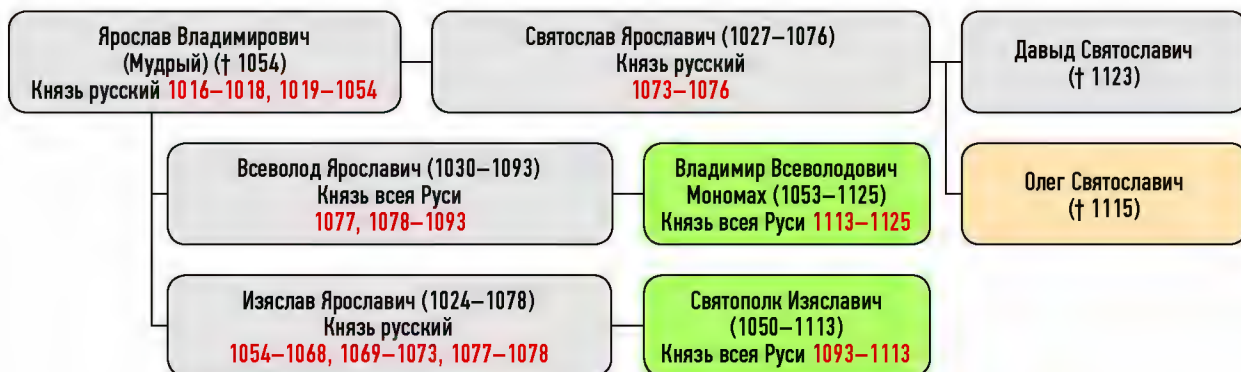 Ярослав Владимирович
(Мудрый) († 1054)
Князь русский 1016–1018, 1019–1054
Святослав Ярославич (1027–1076)
Князь русский
1073–1076
Давыд Святославич
(† 1123)
Всеволод Ярославич (1030–1093)
Князь всея Руси
1077, 1078–1093
Владимир Всеволодович
Мономах (1053–1125)
Князь всея Руси 1113–1125
Олег Святославич
(† 1115)
Изяслав Ярославич (1024–1078)
Князь русский
1054–1068, 1069–1073, 1077–1078
Святополк Изяславич
(1050–1113)
Князь всея Руси 1093–1113